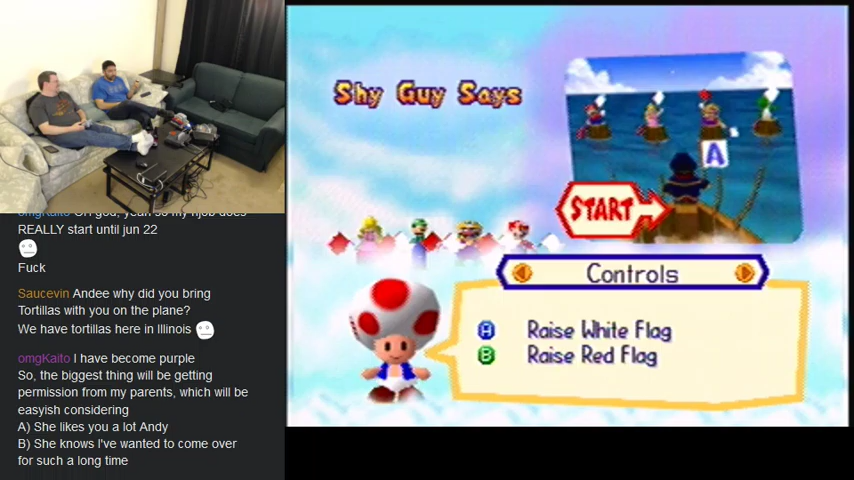 REALLY start until jun 22
Fuck
Saucevin Andee why did you bring
Tortillas with you on the plane?
We have tortillas here in Illinois
omgKaito I have become purple
So, the biggest thing will be getting
permission from my parents, which will be
easyish considering
A) She likes you a lot Andy
B) She knows I've wanted to come over
for such a long time
Shy Guy Says
A
START
Controls
A Raise White Flag
B Raise Red Flag